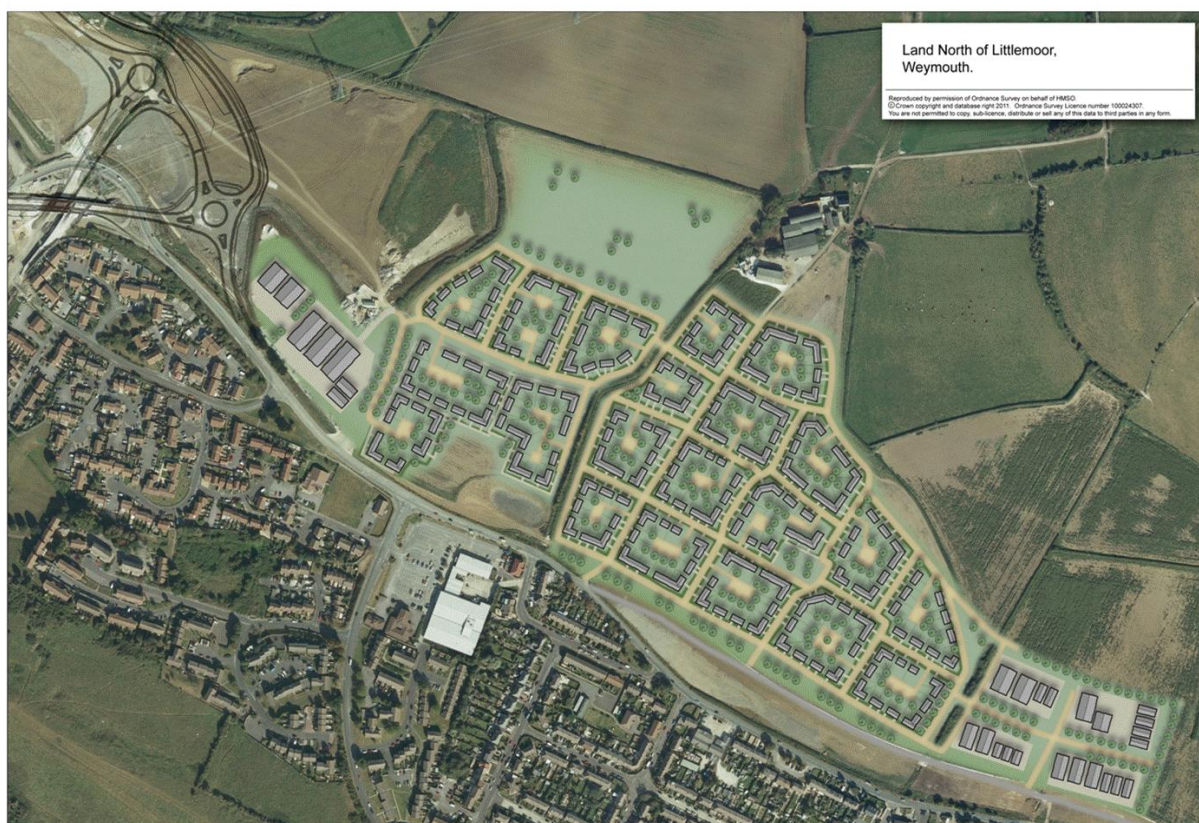 Land North of Littlemoor,
Weymouth.
Reproduced by permission of Ordnance Survey on behalf of HMSO.
© Crown copyright and database right 2011. Ordnance Survey Licence number 100024307.
You are not permitted to copy, sub-licence, distribute or sell any of this data to third parties in any form.